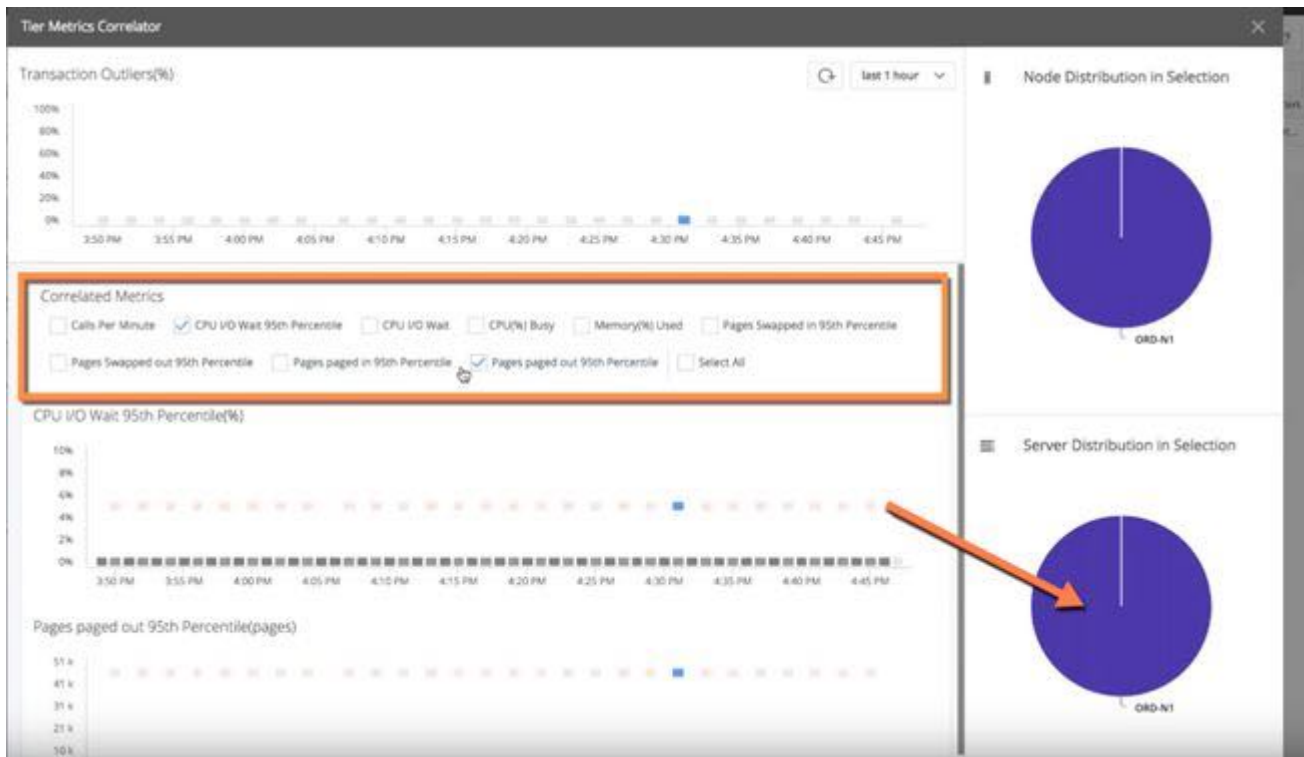 Tier Metrics Correlator
Transaction Outliers(%)
last 1 hour
100%
80%
60%
40%
20%
0%
3:50 PM 3:55 PM 4:00 PM 4:05 PM 4:10 PM 4:15 PM 4:20 PM 4:25 PM 4:30 PM 4:35 PM 4:40 PM 4:45 PM
Correlated Metrics
Calls Per Minute CPU I/O Wait 95th Percentile CPU I/O Wait CPU(%) Busy Memory(%) Used Pages Swapped in 95th Percentile
Pages Swapped out 95th Percentile Pages paged in 95th Percentile Pages paged out 95th Percentile Select All
CPU I/O Wait 95th Percentile(%)
10%
8%
6%
4%
2%
0%
3:50 PM 3:55 PM 4:00 PM 4:05 PM 4:10 PM 4:15 PM 4:20 PM 4:25 PM 4:30 PM 4:35 PM 4:40 PM 4:45 PM
Pages paged out 95th Percentile(pages)
51 k
41 k
31 k
21 k
10 k
Node Distribution in Selection
ORD-N1
Server Distribution in Selection
ORD-N1